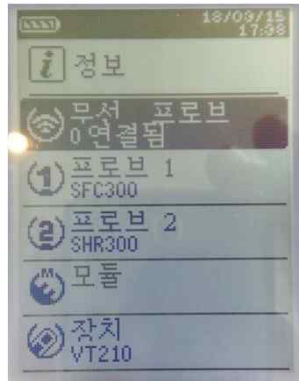 18/09/15
17:38
정보
무선 프로브
0연결됨
프로브 1
SFC300
프로브 2
SHR300
모듈
장치
VT210